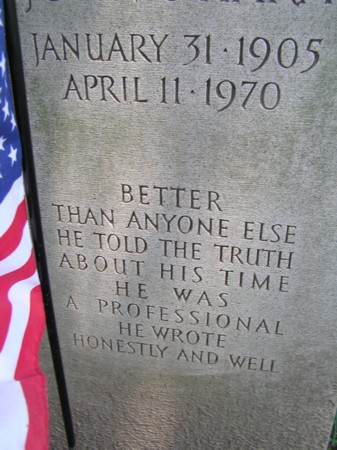 JANUARY 31 · 1905
APRIL 11 · 1970
BETTER
THAN ANYONE ELSE
HE TOLD THE TRUTH
ABOUT HIS TIME
HE WAS
A PROFESSIONAL
HE WROTE
HONESTLY AND WELL